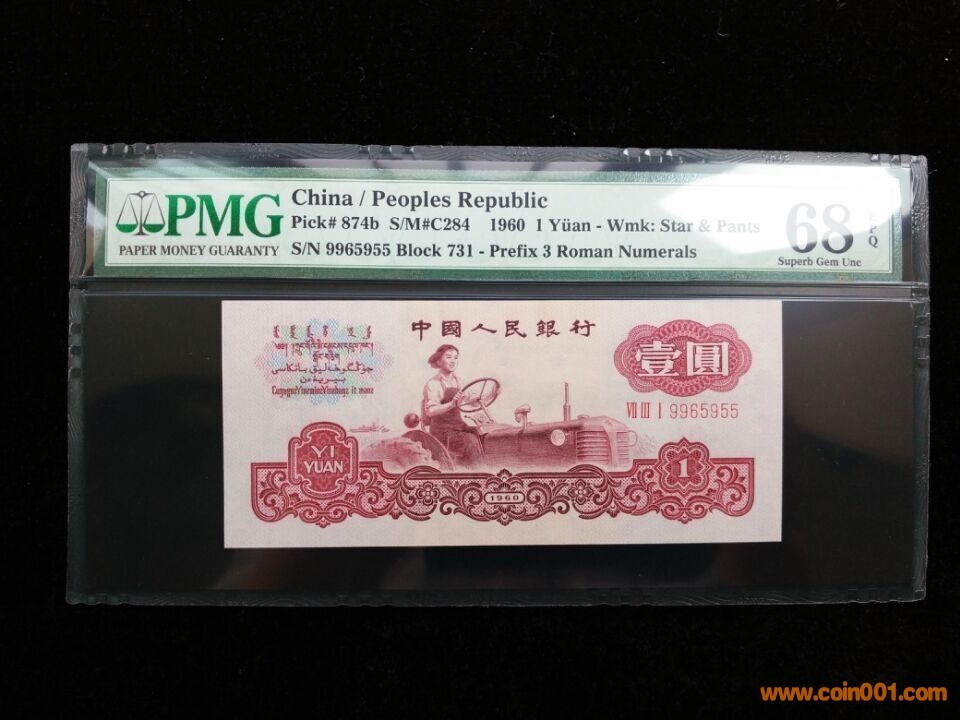 PMG
PAPER MONEY GUARANTY
China / Peoples Republic
Pick# 874b S/M#C284 1960 1 Yüan - Wmk: Star & Pants
S/N 9965955 Block 731 - Prefix 3 Roman Numerals
68 EPQ
Superb Gem Unc
中國人民銀行
壹圓
VII III I 9965955
YI
YUAN
1960
1
www.coin001.com